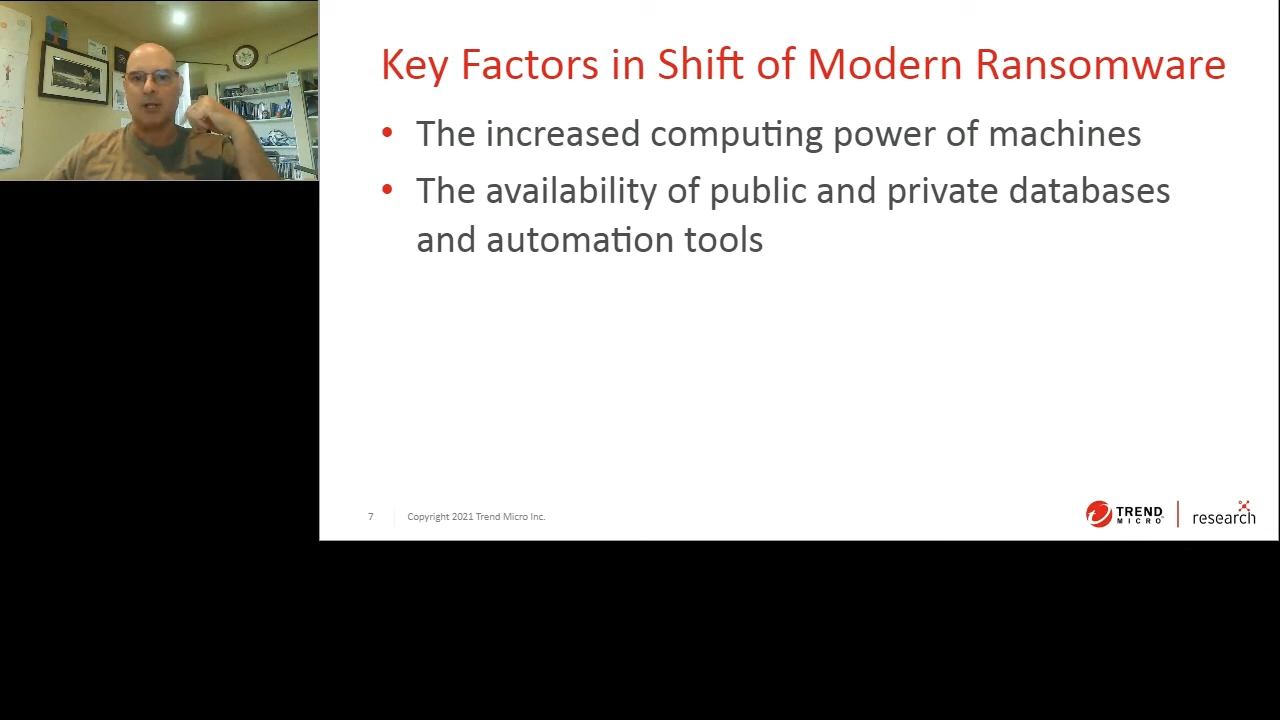 Key Factors in Shift of Modern Ransomware
• The increased computing power of machines
• The availability of public and private databases
and automation tools
7
Copyright 2021 Trend Micro Inc.
TREND
MICRO
research